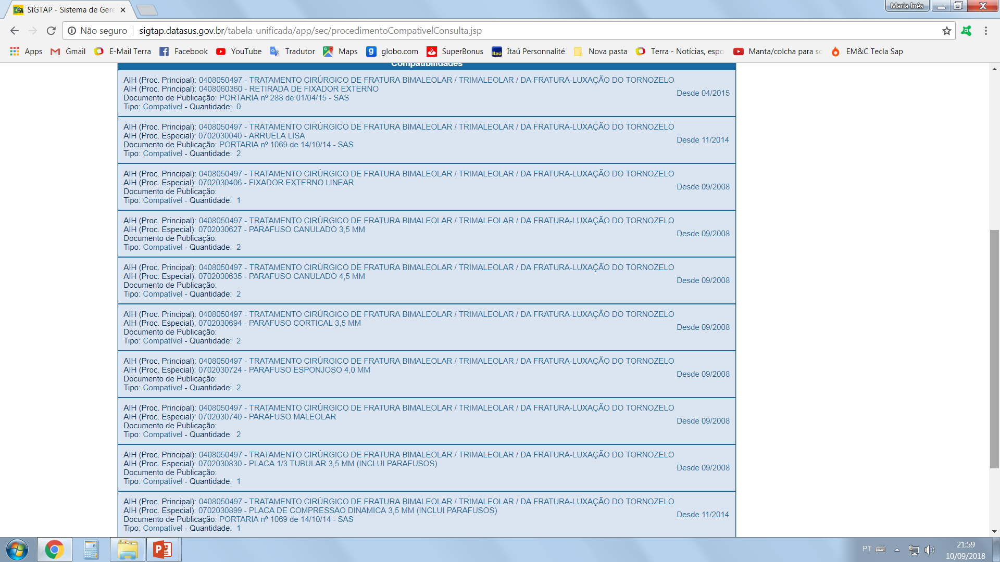 SIGTAP - Sistema de Gere
Maria Inês
Não seguro
sigtap.datasus.gov.br/tabela-unificada/app/sec/procedimentoCompativelConsulta.jsp
Apps Gmail E-Mail Terra Facebook YouTube Tradutor Maps globo.com SuperBonus Itaú Personnalité Nova pasta Terra - Notícias, espo Manta/colcha para so EM&C Tecla Sap
Compatibilidades
AIH (Proc. Principal): 0408050497 - TRATAMENTO CIRÚRGICO DE FRATURA BIMALEOLAR / TRIMALEOLAR / DA FRATURA-LUXAÇÃO DO TORNOZELO
AIH (Proc. Principal): 0408060360 - RETIRADA DE FIXADOR EXTERNO
Documento de Publicação: PORTARIA nº 288 de 01/04/15 - SAS
Tipo: Compatível - Quantidade: 0
Desde 04/2015
AIH (Proc. Principal): 0408050497 - TRATAMENTO CIRÚRGICO DE FRATURA BIMALEOLAR / TRIMALEOLAR / DA FRATURA-LUXAÇÃO DO TORNOZELO
AIH (Proc. Especial): 0702030040 - ARRUELA LISA
Documento de Publicação: PORTARIA nº 1069 de 14/10/14 - SAS
Tipo: Compatível - Quantidade: 2
Desde 11/2014
AIH (Proc. Principal): 0408050497 - TRATAMENTO CIRÚRGICO DE FRATURA BIMALEOLAR / TRIMALEOLAR / DA FRATURA-LUXAÇÃO DO TORNOZELO
AIH (Proc. Especial): 0702030406 - FIXADOR EXTERNO LINEAR
Documento de Publicação:
Tipo: Compatível - Quantidade: 1
Desde 09/2008
AIH (Proc. Principal): 0408050497 - TRATAMENTO CIRÚRGICO DE FRATURA BIMALEOLAR / TRIMALEOLAR / DA FRATURA-LUXAÇÃO DO TORNOZELO
AIH (Proc. Especial): 0702030627 - PARAFUSO CANULADO 3,5 MM
Documento de Publicação:
Tipo: Compatível - Quantidade: 2
Desde 09/2008
AIH (Proc. Principal): 0408050497 - TRATAMENTO CIRÚRGICO DE FRATURA BIMALEOLAR / TRIMALEOLAR / DA FRATURA-LUXAÇÃO DO TORNOZELO
AIH (Proc. Especial): 0702030635 - PARAFUSO CANULADO 4,5 MM
Documento de Publicação:
Tipo: Compatível - Quantidade: 2
Desde 09/2008
AIH (Proc. Principal): 0408050497 - TRATAMENTO CIRÚRGICO DE FRATURA BIMALEOLAR / TRIMALEOLAR / DA FRATURA-LUXAÇÃO DO TORNOZELO
AIH (Proc. Especial): 0702030694 - PARAFUSO CORTICAL 3,5 MM
Documento de Publicação:
Tipo: Compatível - Quantidade: 2
Desde 09/2008
AIH (Proc. Principal): 0408050497 - TRATAMENTO CIRÚRGICO DE FRATURA BIMALEOLAR / TRIMALEOLAR / DA FRATURA-LUXAÇÃO DO TORNOZELO
AIH (Proc. Especial): 0702030724 - PARAFUSO ESPONJOSO 4,0 MM
Documento de Publicação:
Tipo: Compatível - Quantidade: 2
Desde 09/2008
AIH (Proc. Principal): 0408050497 - TRATAMENTO CIRÚRGICO DE FRATURA BIMALEOLAR / TRIMALEOLAR / DA FRATURA-LUXAÇÃO DO TORNOZELO
AIH (Proc. Especial): 0702030740 - PARAFUSO MALEOLAR
Documento de Publicação:
Tipo: Compatível - Quantidade: 2
Desde 09/2008
AIH (Proc. Principal): 0408050497 - TRATAMENTO CIRÚRGICO DE FRATURA BIMALEOLAR / TRIMALEOLAR / DA FRATURA-LUXAÇÃO DO TORNOZELO
AIH (Proc. Especial): 0702030830 - PLACA 1/3 TUBULAR 3,5 MM (INCLUI PARAFUSOS)
Documento de Publicação:
Tipo: Compatível - Quantidade: 1
Desde 09/2008
AIH (Proc. Principal): 0408050497 - TRATAMENTO CIRÚRGICO DE FRATURA BIMALEOLAR / TRIMALEOLAR / DA FRATURA-LUXAÇÃO DO TORNOZELO
AIH (Proc. Especial): 0702030899 - PLACA DE COMPRESSAO DINAMICA 3,5 MM (INCLUI PARAFUSOS)
Documento de Publicação: PORTARIA nº 1069 de 14/10/14 - SAS
Tipo: Compatível - Quantidade: 1
Desde 11/2014
PT
21:59
10/09/2018